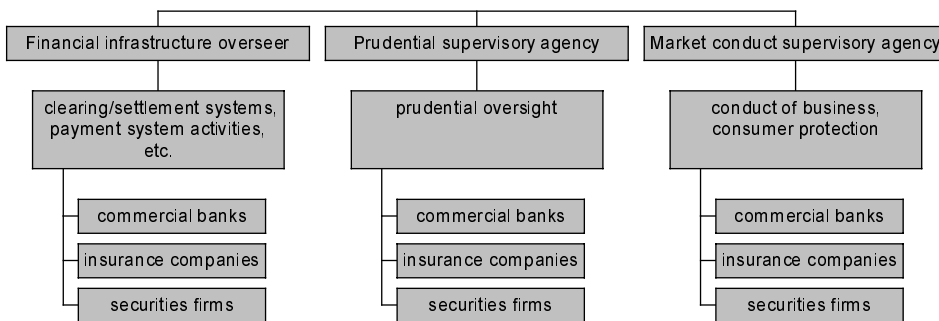 Financial infrastructure overseer
Prudential supervisory agency
Market conduct supervisory agency
clearing/settlement systems,
payment system activities,
etc.
prudential oversight
conduct of business,
consumer protection
commercial banks
insurance companies
securities firms
commercial banks
insurance companies
securities firms
commercial banks
insurance companies
securities firms